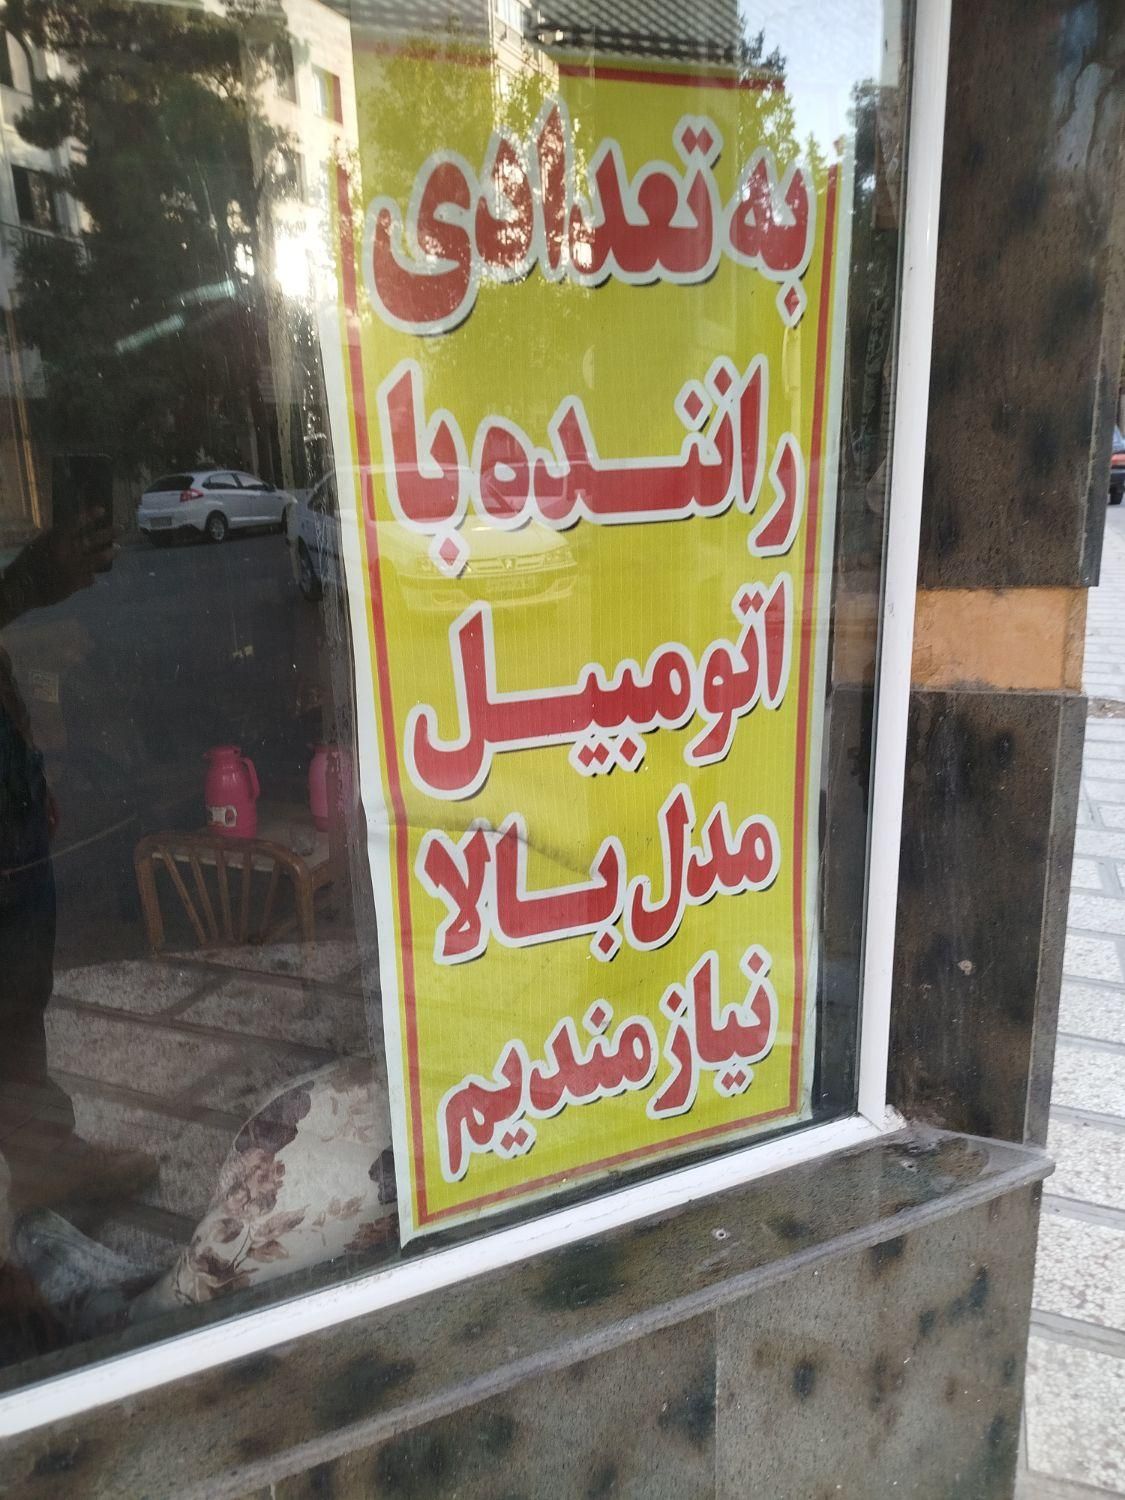 به تعدادی
راننده با
اتومبیل
مدل بالا
نیازمندیم